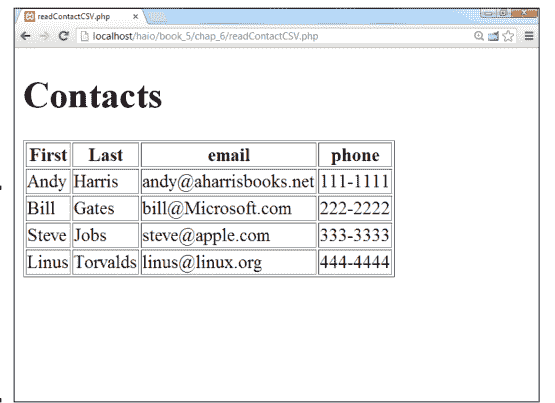 readContactCSV.php
localhost/haio/book_5/chap_6/readContactCSV.php
Contacts
First Last email phone
Andy Harris andy@aharrisbooks.net 111-1111
Bill Gates bill@Microsoft.com 222-2222
Steve Jobs steve@apple.com 333-3333
Linus Torvalds linus@linux.org 444-4444